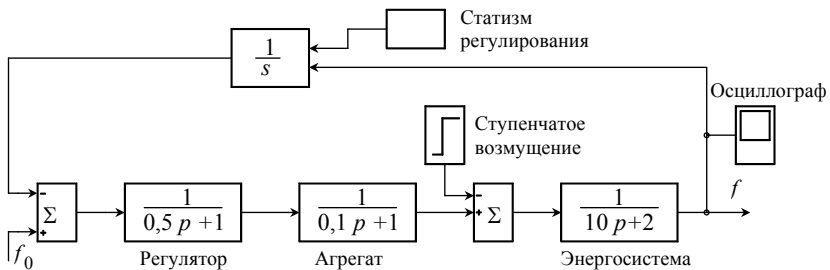 Статизм
регулирования
1
s
Осциллограф
Ступенчатое
возмущение
f
-
Σ
+
1
0,5 p +1
1
0,1 p +1
-
+
Σ
1
10 p+2
f0
Регулятор
Агрегат
Энергосистема